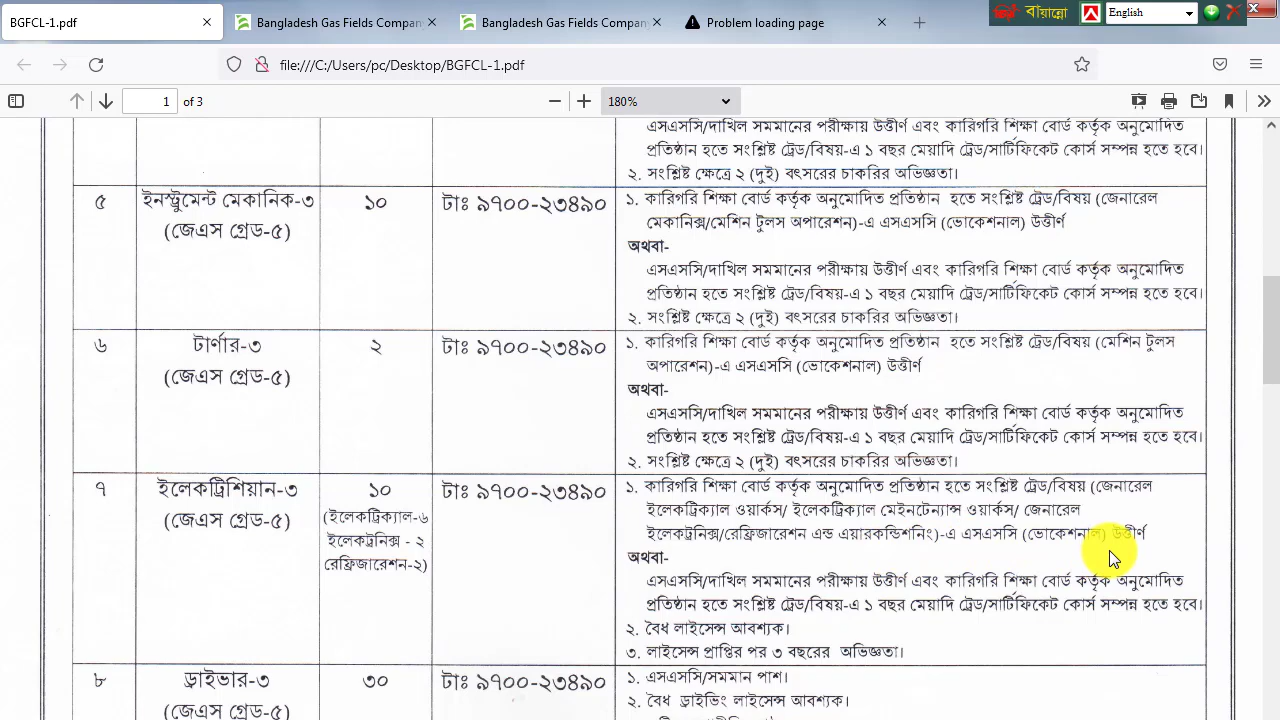 BGFCL-1.pdf
Bangladesh Gas Fields Compan
Bangladesh Gas Fields Compan
Problem loading page
বায়ান্নো
English
file:///C:/Users/pc/Desktop/BGFCL-1.pdf
1 of 3
180%
এসএসসি/দাখিল সমমানের পরীক্ষায় উত্তীর্ণ এবং কারিগরি শিক্ষা বোর্ড কর্তৃক অনুমোদিত
প্রতিষ্ঠান হতে সংশ্লিষ্ট ট্রেড/বিষয়-এ ১ বছর মেয়াদি ট্রেড/সার্টিফিকেট কোর্স সম্পন্ন হতে হবে।
২. সংশ্লিষ্ট ক্ষেত্রে ২ (দুই) বৎসরের চাকরির অভিজ্ঞতা।
৫
ইনস্ট্রুমেন্ট মেকানিক-৩
(জেএস গ্রেড-৫)
১০
টাঃ ৯৭০০-২৩৪৯০
১. কারিগরি শিক্ষা বোর্ড কর্তৃক অনুমোদিত প্রতিষ্ঠান হতে সংশ্লিষ্ট ট্রেড/বিষয় (জেনারেল
মেকানিক্স/মেশিন টুলস অপারেশন)-এ এসএসসি (ভোকেশনাল) উত্তীর্ণ
অথবা-
এসএসসি/দাখিল সমমানের পরীক্ষায় উত্তীর্ণ এবং কারিগরি শিক্ষা বোর্ড কর্তৃক অনুমোদিত
প্রতিষ্ঠান হতে সংশ্লিষ্ট ট্রেড/বিষয়-এ ১ বছর মেয়াদি ট্রেড/সার্টিফিকেট কোর্স সম্পন্ন হতে হবে।
২. সংশ্লিষ্ট ক্ষেত্রে ২ (দুই) বৎসরের চাকরির অভিজ্ঞতা।
৬
টার্ণার-৩
(জেএস গ্রেড-৫)
২
টাঃ ৯৭০০-২৩৪৯০
১. কারিগরি শিক্ষা বোর্ড কর্তৃক অনুমোদিত প্রতিষ্ঠান হতে সংশ্লিষ্ট ট্রেড/বিষয় (মেশিন টুলস
অপারেশন)-এ এসএসসি (ভোকেশনাল) উত্তীর্ণ
অথবা-
এসএসসি/দাখিল সমমানের পরীক্ষায় উত্তীর্ণ এবং কারিগরি শিক্ষা বোর্ড কর্তৃক অনুমোদিত
প্রতিষ্ঠান হতে সংশ্লিষ্ট ট্রেড/বিষয়-এ ১ বছর মেয়াদি ট্রেড/সার্টিফিকেট কোর্স সম্পন্ন হতে হবে।
২. সংশ্লিষ্ট ক্ষেত্রে ২ (দুই) বৎসরের চাকরির অভিজ্ঞতা।
৭
ইলেকট্রিশিয়ান-৩
(জেএস গ্রেড-৫)
১০
(ইলেকট্রিক্যাল-৬
ইলেকট্রনিক্স - ২
রেফ্রিজারেশন-২)
টাঃ ৯৭০০-২৩৪৯০
১. কারিগরি শিক্ষা বোর্ড কর্তৃক অনুমোদিত প্রতিষ্ঠান হতে সংশ্লিষ্ট ট্রেড/বিষয় (জেনারেল
ইলেকট্রিক্যাল ওয়ার্কস/ ইলেকট্রিক্যাল মেইনটেন্যান্স ওয়ার্কস/ জেনারেল
ইলেকট্রনিক্স/রেফ্রিজারেশন এন্ড এয়ারকন্ডিশনিং)-এ এসএসসি (ভোকেশনাল) উত্তীর্ণ
অথবা-
এসএসসি/দাখিল সমমানের পরীক্ষায় উত্তীর্ণ এবং কারিগরি শিক্ষা বোর্ড কর্তৃক অনুমোদিত
প্রতিষ্ঠান হতে সংশ্লিষ্ট ট্রেড/বিষয়-এ ১ বছর মেয়াদি ট্রেড/সার্টিফিকেট কোর্স সম্পন্ন হতে হবে।
২. বৈধ লাইসেন্স আবশ্যক।
৩. লাইসেন্স প্রাপ্তির পর ৩ বছরের অভিজ্ঞতা।
৮
ড্রাইভার-৩
(জেএস গ্রেড-৫)
৩০
টাঃ ৯৭০০-২৩৪৯০
১. এসএসসি/সমমান পাশ।
২. বৈধ ড্রাইভিং লাইসেন্স আবশ্যক।